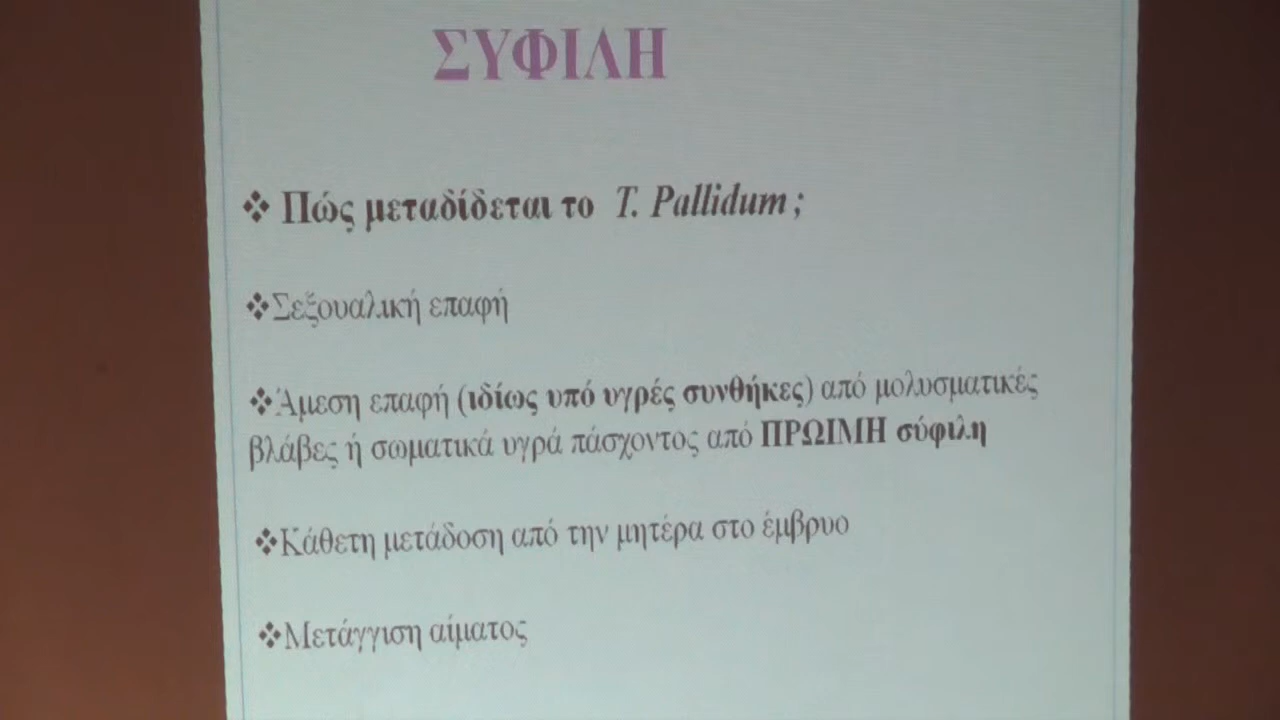 ΣΥΦΙΛΗ
❖ Πώς μεταδίδεται το T. Pallidum ;
❖Σεξουαλική επαφή
❖Άμεση επαφή (ιδίως υπό υγρές συνθήκες) από μολυσματικές
βλάβες ή σωματικά υγρά πάσχοντος από ΠΡΩΙΜΗ σύφιλη
❖Κάθετη μετάδοση από την μητέρα στο έμβρυο
❖Μετάγγιση αίματος